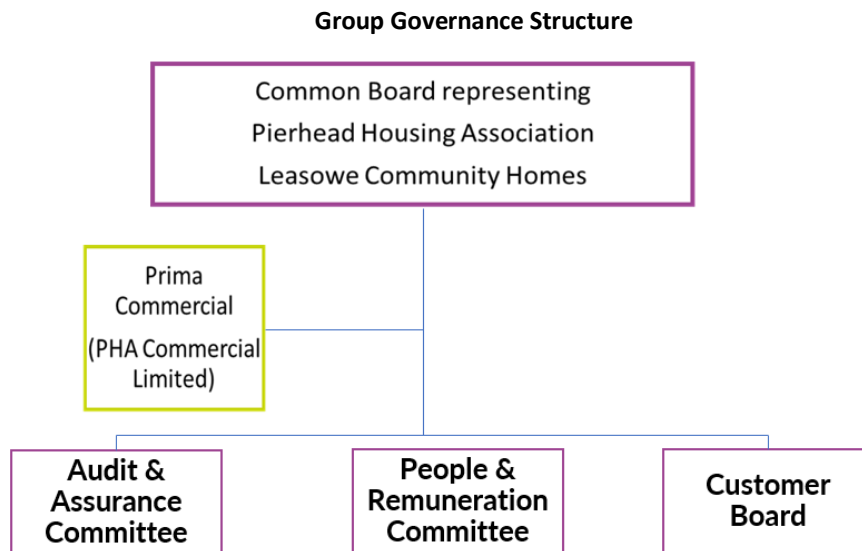 Group Governance Structure
Common Board representing
Pierhead Housing Association
Leasowe Community Homes
Prima
Commercial
(PHA Commercial
Limited)
Audit &
Assurance
Committee
People &
Remuneration
Committee
Customer
Board